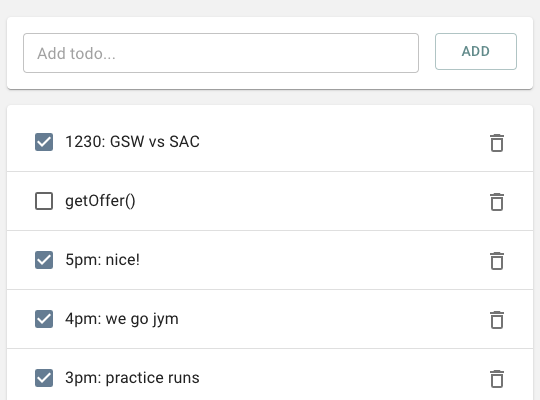 Add todo...
ADD
1230: GSW vs SAC
getOffer()
5pm: nice!
4pm: we go jym
3pm: practice runs